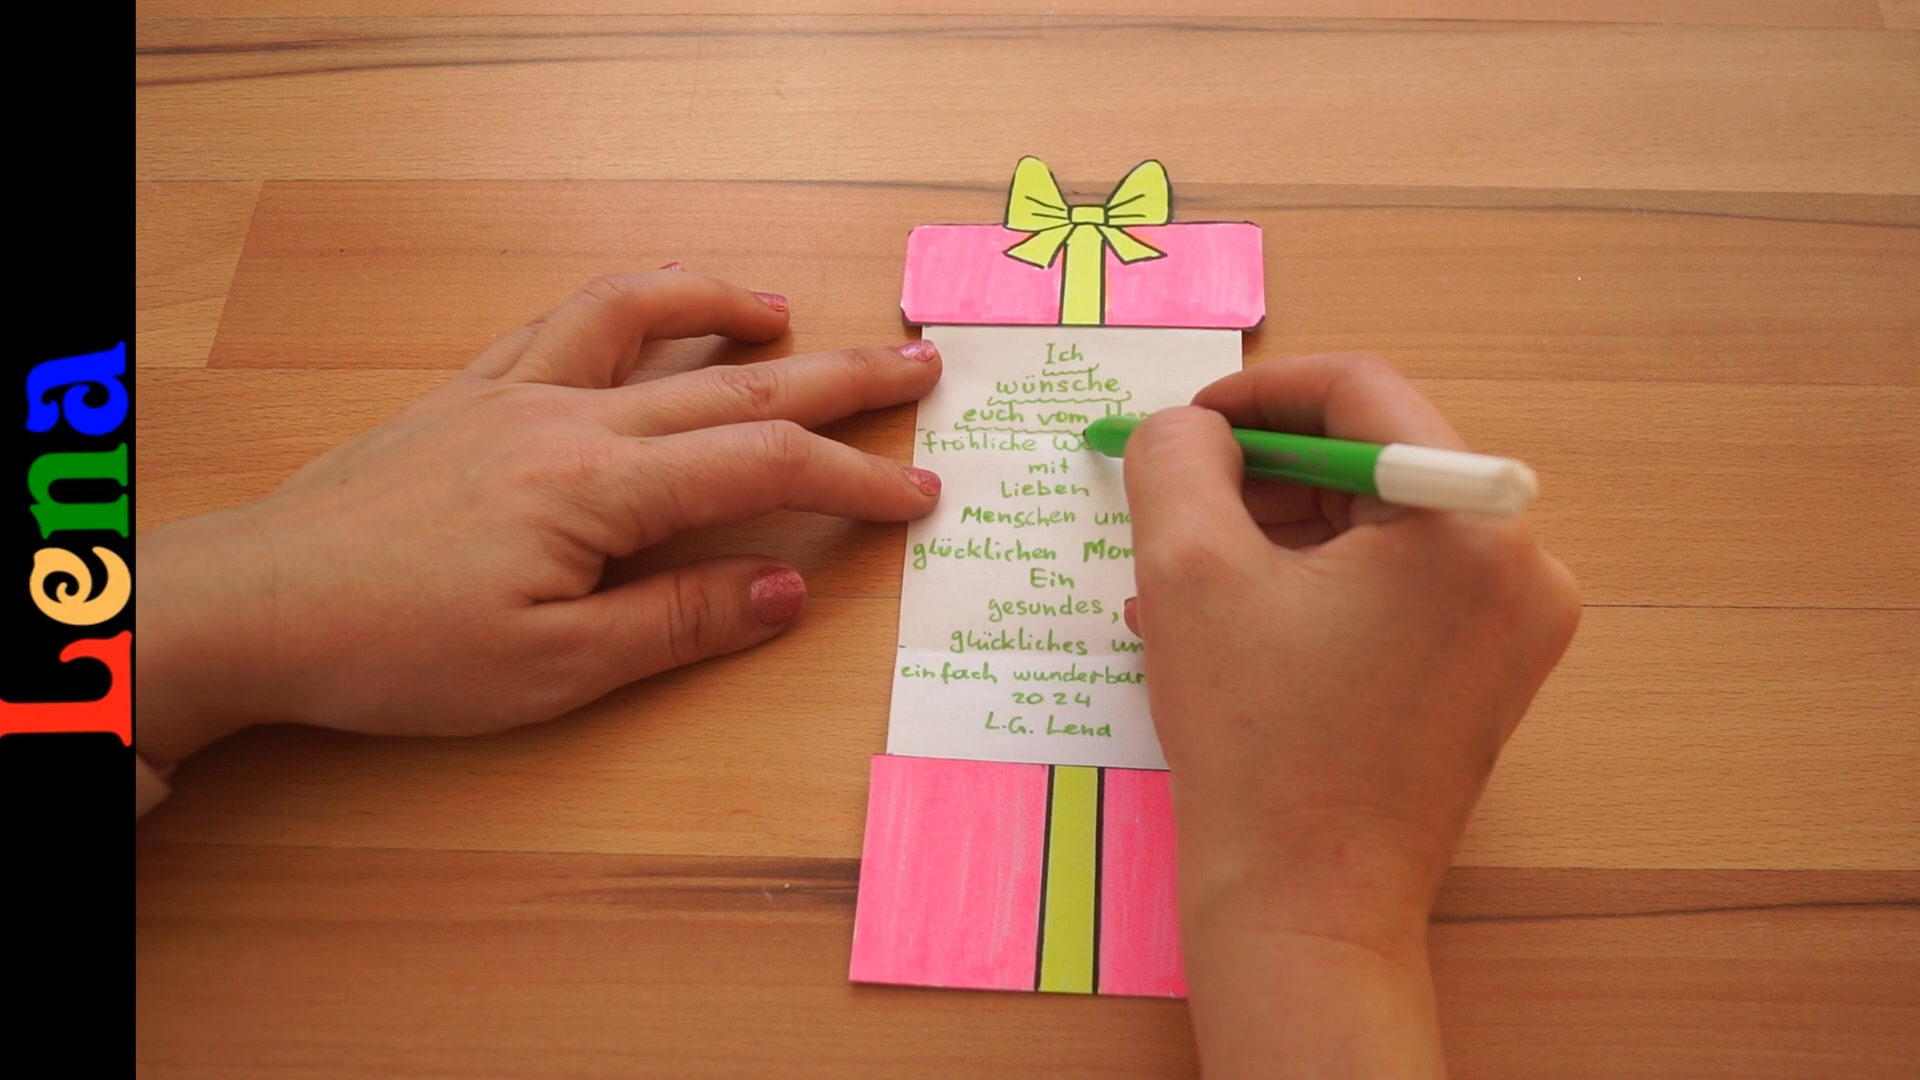 Lena
Ich
wünsche
euch vom
fröhliche
mit
Lieben
Menschen
glücklichen
Ein
gesundes,
glückliches
einfach wunderbar
2024
L.G. Lena